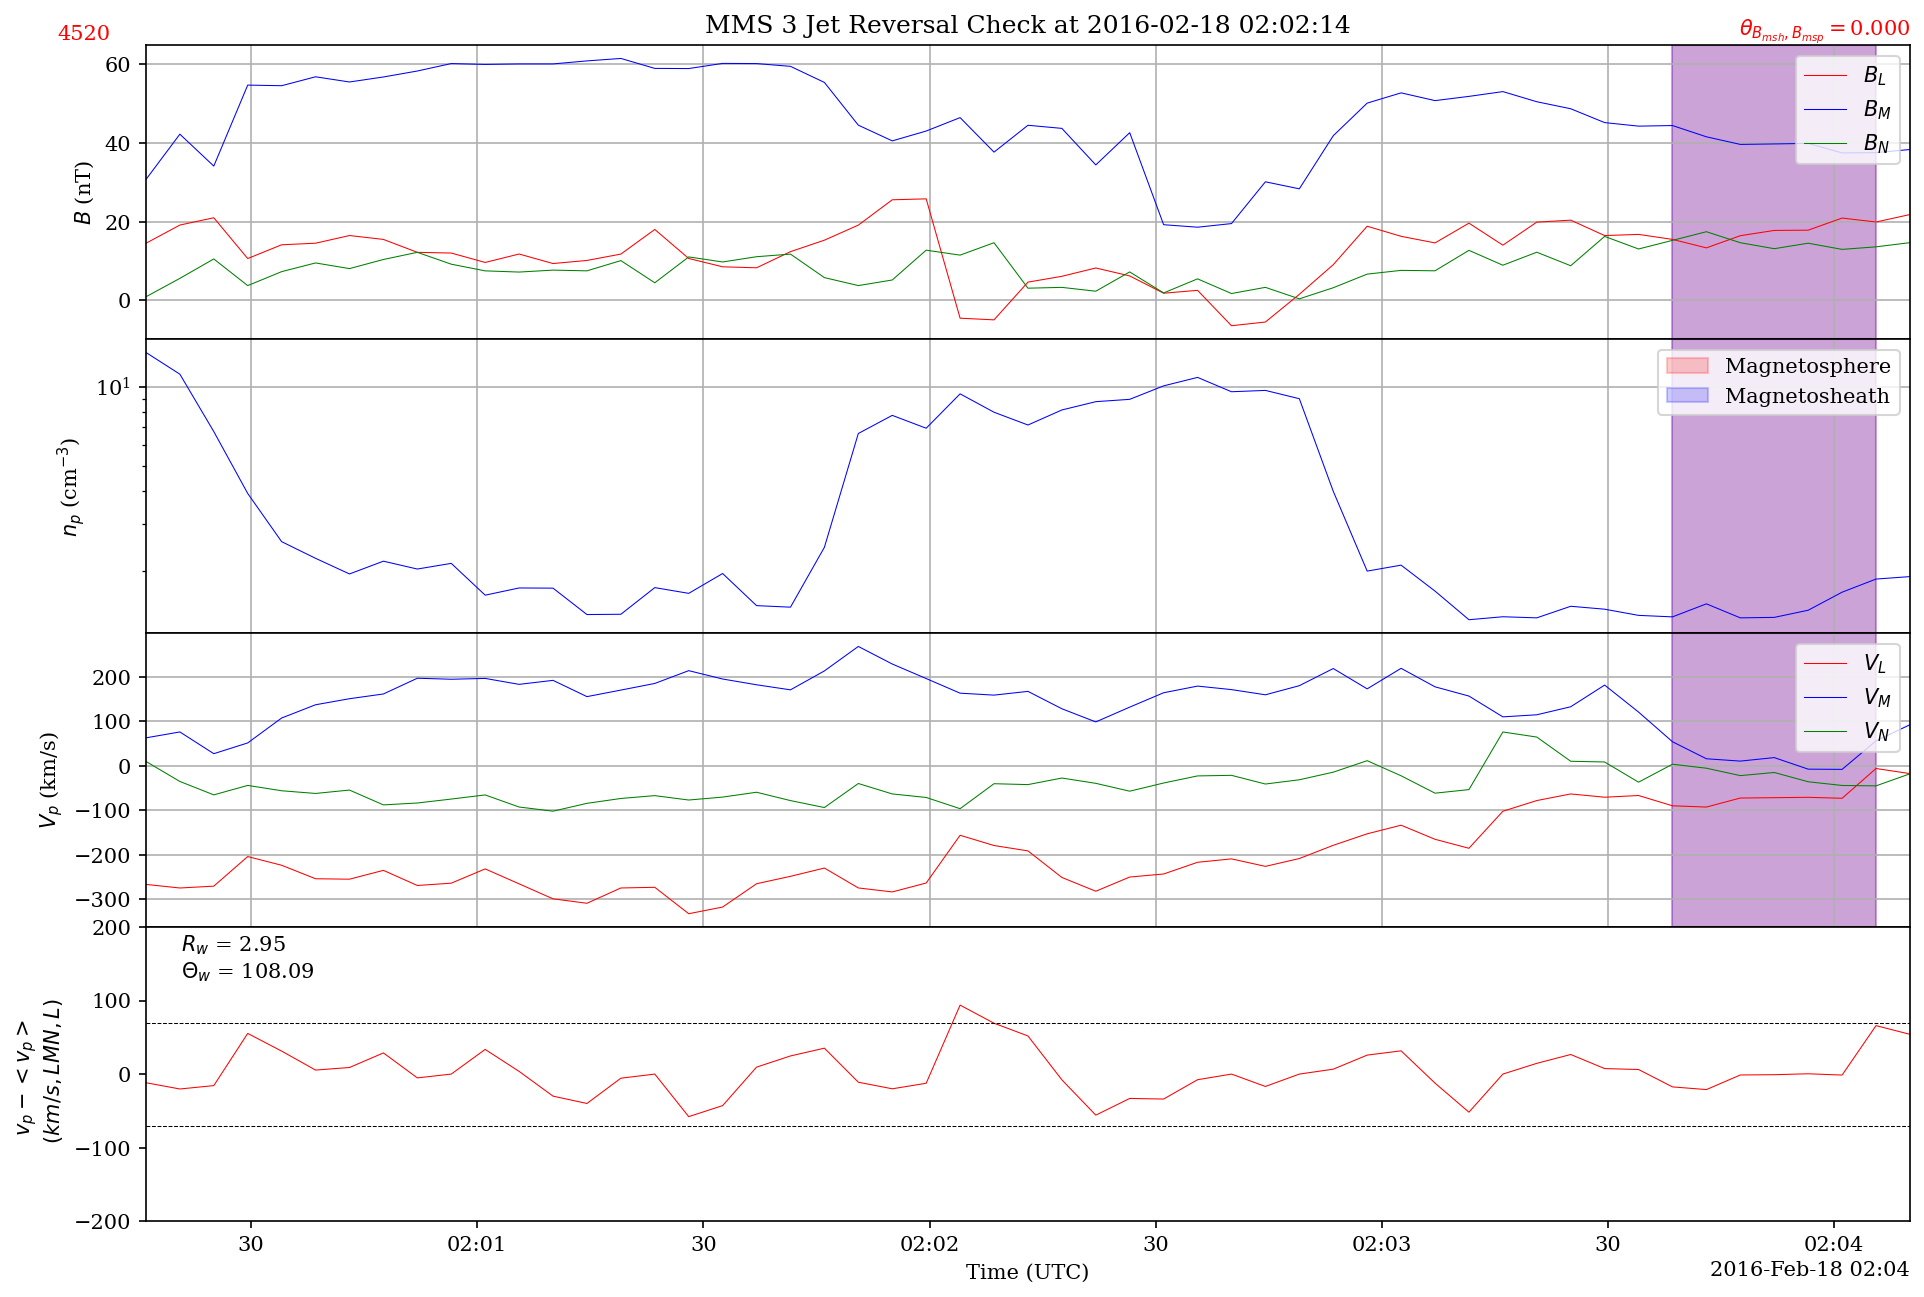 4520
MMS 3 Jet Reversal Check at 2016-02-18 02:02:14
θ_{B_{msh}, B_{msp}} = 0.000
B (nT)
60
40
20
0
B_L
B_M
B_N
n_p (cm^{−3})
10^1
Magnetosphere
Magnetosheath
V_p (km/s)
200
100
0
−100
−200
−300
V_L
V_M
V_N
v_p − < v_p >
(km/s, LMN, L)
200
100
0
−100
−200
R_w = 2.95
Θ_w = 108.09
30
02:01
30
02:02
30
02:03
30
02:04
Time (UTC)
2016-Feb-18 02:04